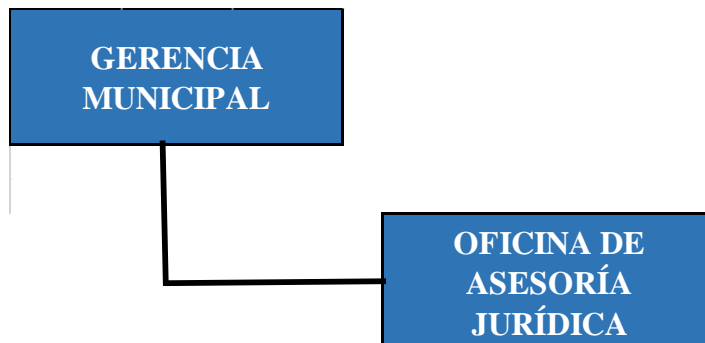 GERENCIA
MUNICIPAL
OFICINA DE
ASESORÍA
JURÍDICA